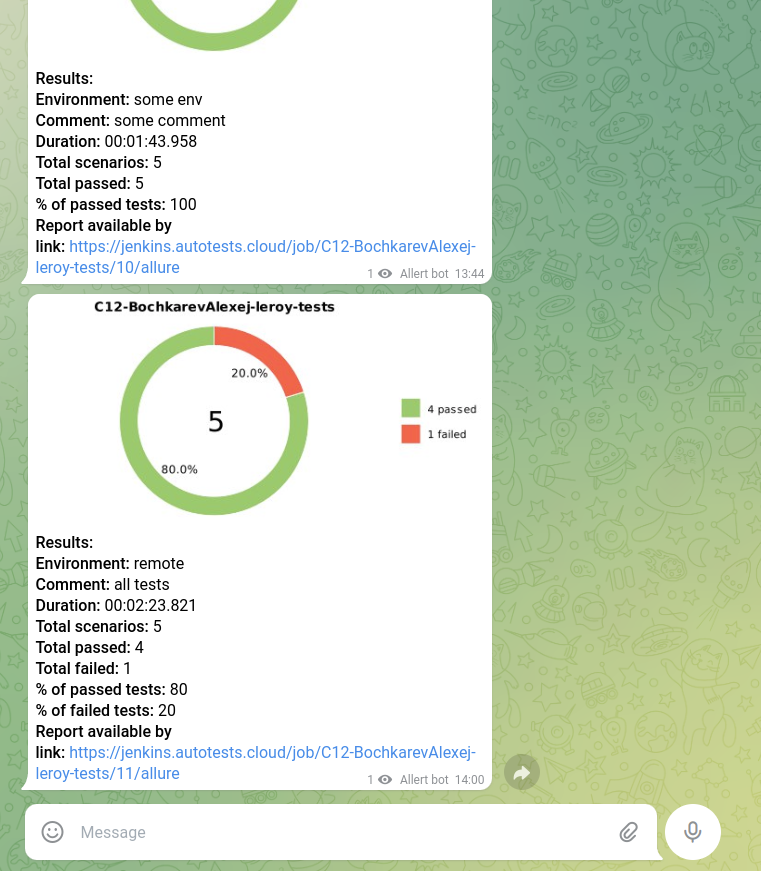 Results:
Environment: some env
Comment: some comment
Duration: 00:01:43.958
Total scenarios: 5
Total passed: 5
% of passed tests: 100
Report available by
link: https://jenkins.autotests.cloud/job/C12-BochkarevAlexej-
leroy-tests/10/allure
1 Allert bot 13:44
C12-BochkarevAlexej-leroy-tests
20.0%
5
4 passed
1 failed
80.0%
Results:
Environment: remote
Comment: all tests
Duration: 00:02:23.821
Total scenarios: 5
Total passed: 4
Total failed: 1
% of passed tests: 80
% of failed tests: 20
Report available by
link: https://jenkins.autotests.cloud/job/C12-BochkarevAlexej-
leroy-tests/11/allure
1 Allert bot 14:00
Message
E=mc²